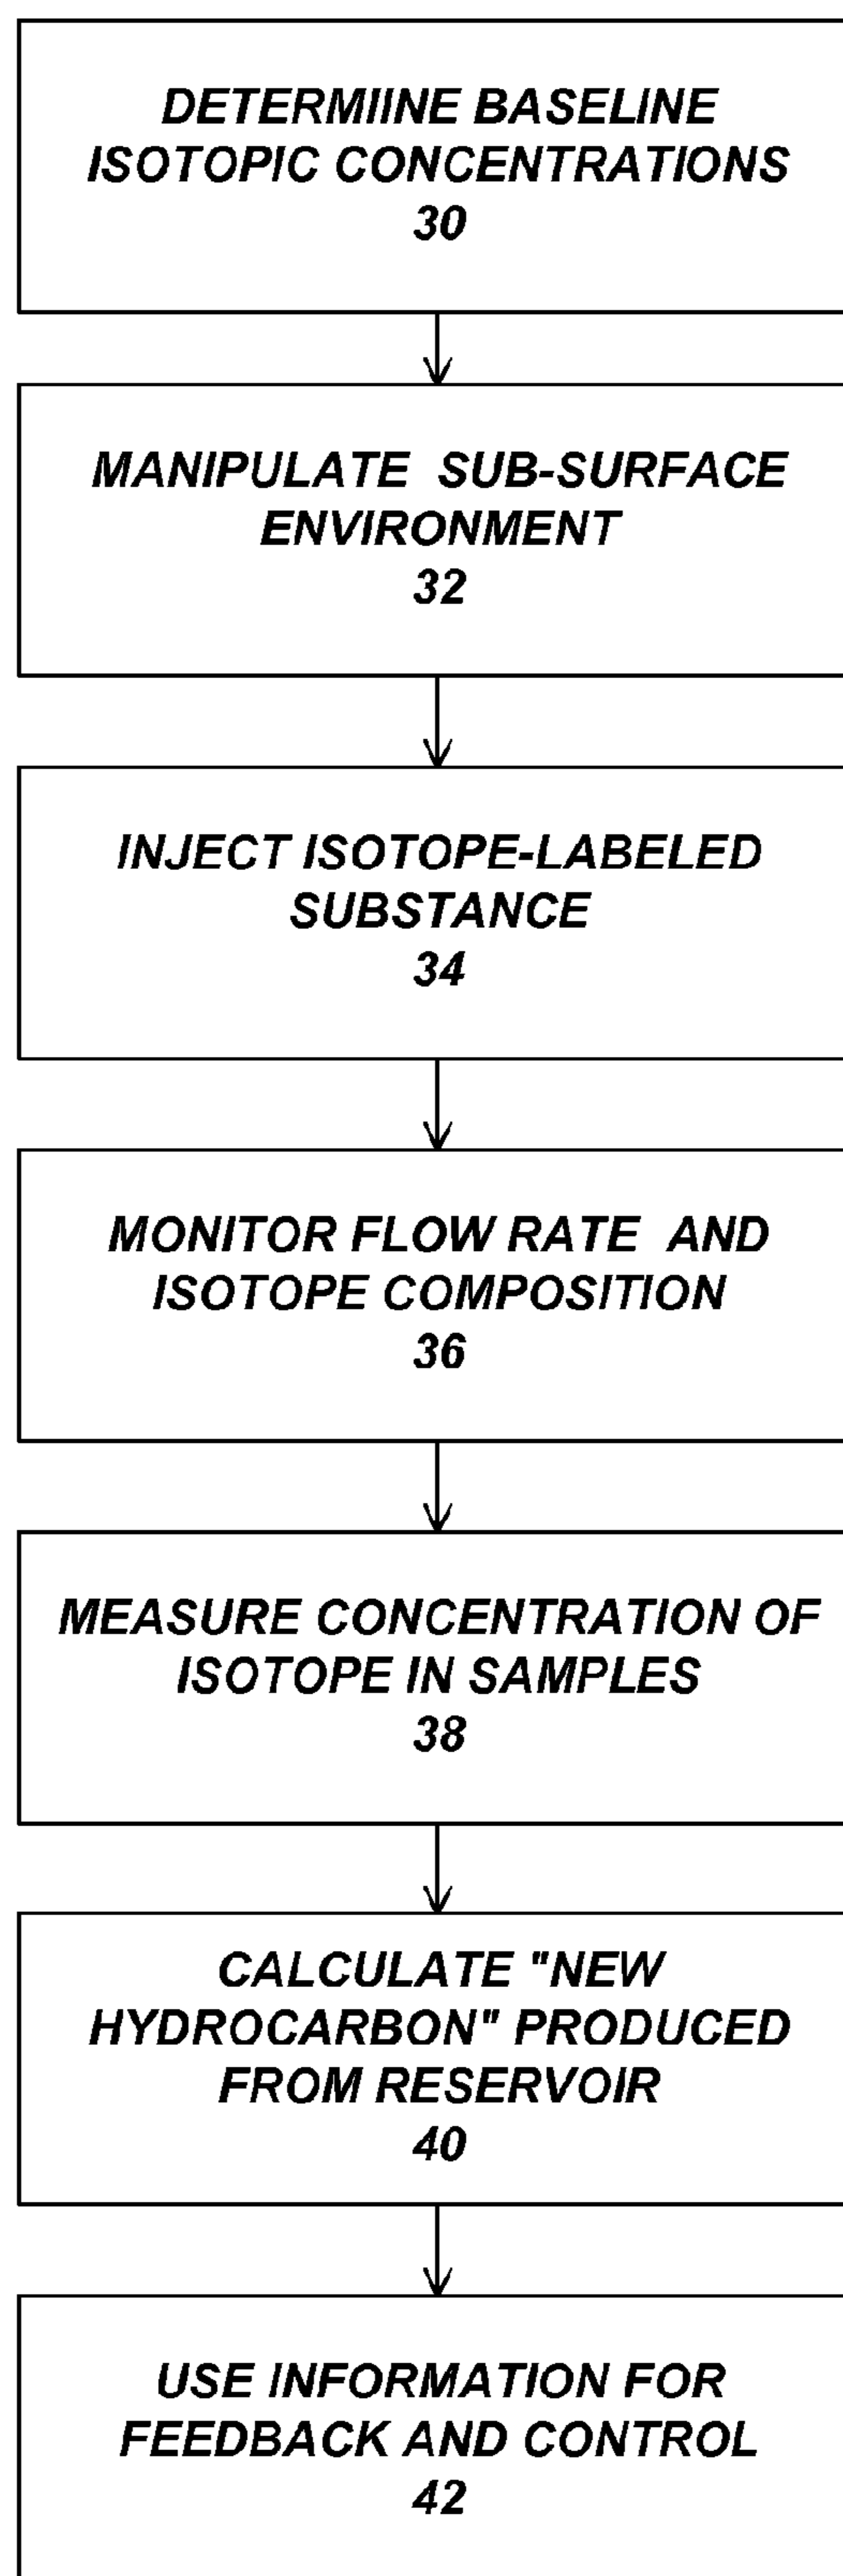 DETERMIINE BASELINE
ISOTOPIC CONCENTRATIONS
30
MANIPULATE SUB-SURFACE
ENVIRONMENT
32
INJECT ISOTOPE-LABELED
SUBSTANCE
34
MONITOR FLOW RATE AND
ISOTOPE COMPOSITION
36
MEASURE CONCENTRATION OF
ISOTOPE IN SAMPLES
38
CALCULATE "NEW
HYDROCARBON" PRODUCED
FROM RESERVOIR
40
USE INFORMATION FOR
FEEDBACK AND CONTROL
42